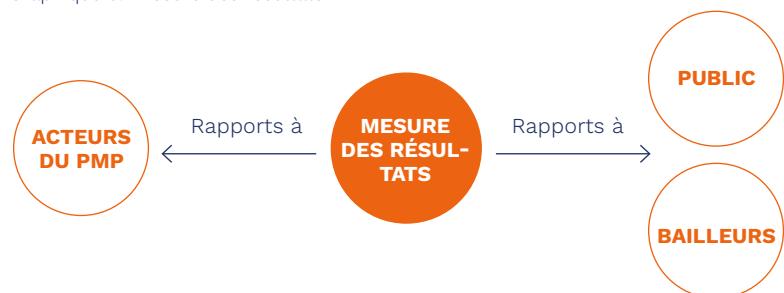 PUBLIC
Rapports à
Rapports à
ACTEURS
DU PMP
MESURE
DES RÉSUL-
TATS
BAILLEURS